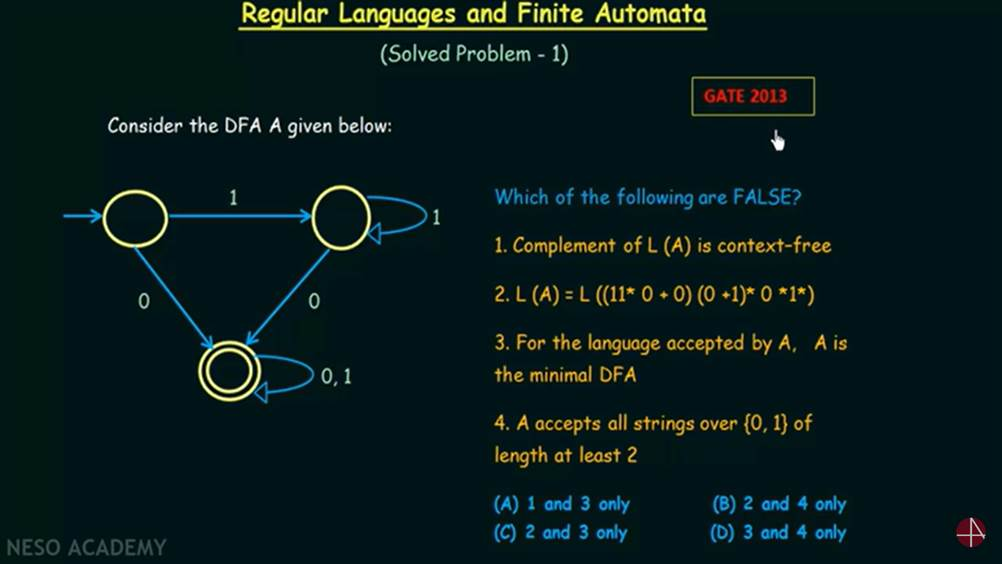 Regular Languages and Finite Automata
(Solved Problem - 1)
GATE 2013
Consider the DFA A given below:
1
1
0
0
0, 1
Which of the following are FALSE?
1. Complement of L (A) is context-free
2. L (A) = L ((11* 0 + 0) (0 +1)* 0 *1*)
3. For the language accepted by A, A is
the minimal DFA
4. A accepts all strings over {0, 1} of
length at least 2
(A) 1 and 3 only
(B) 2 and 4 only
(C) 2 and 3 only
(D) 3 and 4 only
NESO ACADEMY